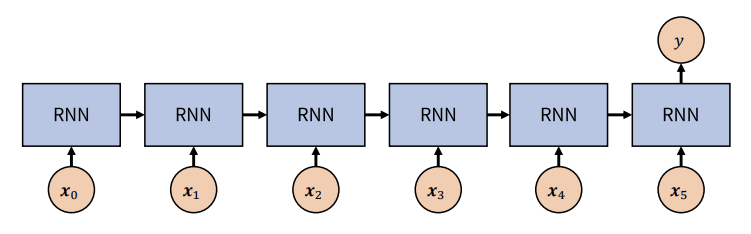 y
RNN RNN RNN RNN RNN RNN
x₀ x₁ x₂ x₃ x₄ x₅